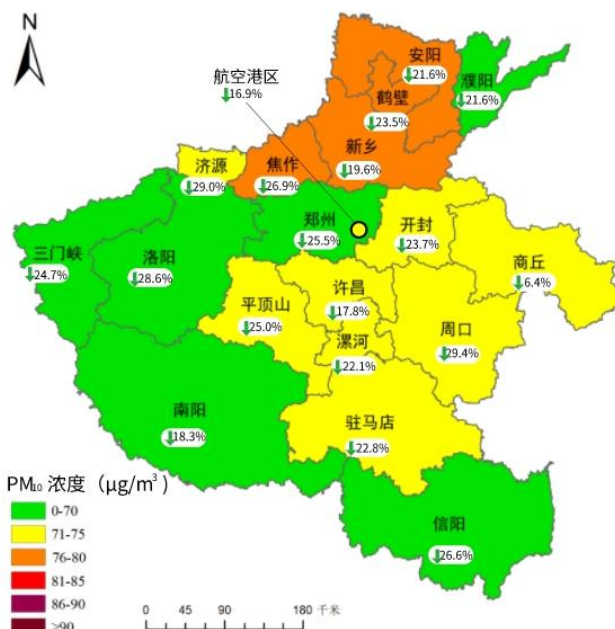 N
安阳
↓21.6%
濮阳
↓21.6%
航空港区
↓16.9%
鹤壁
↓23.5%
新乡
↓19.6%
济源
↓29.0%
焦作
↓26.9%
郑州
↓25.5%
开封
↓23.7%
三门峡
↓24.7%
洛阳
↓28.6%
商丘
↓6.4%
平顶山
↓25.0%
许昌
↓17.8%
周口
↓29.4%
漯河
↓22.1%
南阳
↓18.3%
驻马店
↓22.8%
信阳
↓26.6%
PM₁₀ 浓度（μg/m³）
0-70
71-75
76-80
81-85
86-90
>90
0 45 90 180 千米